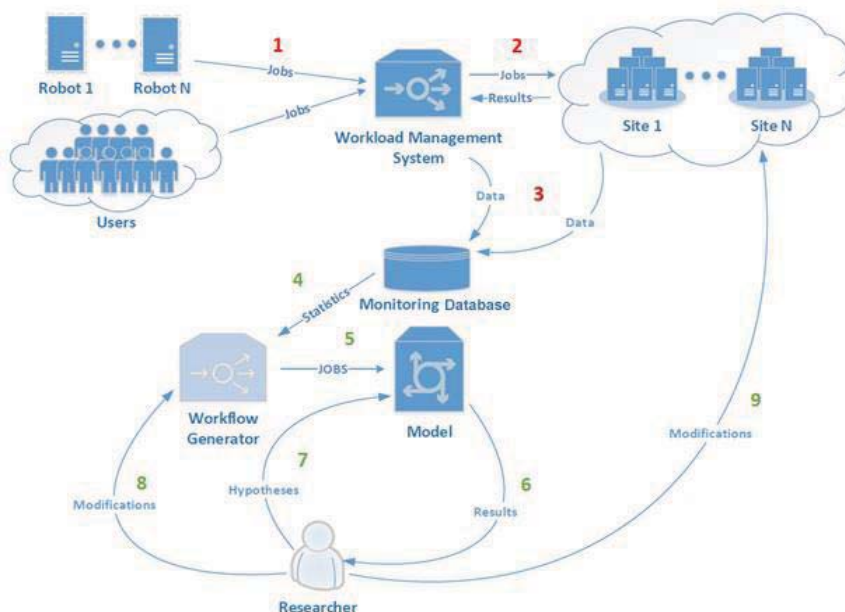 1
2
Jobs
Jobs
Robot 1
Robot N
Results
Jobs
Site 1
Site N
Workload Management
System
Users
3
Data
Data
4
Statistics
Monitoring Database
5
JOBS
Workflow
Generator
Model
9
Modifications
7
8
Hypotheses
6
Modifications
Results
Researcher